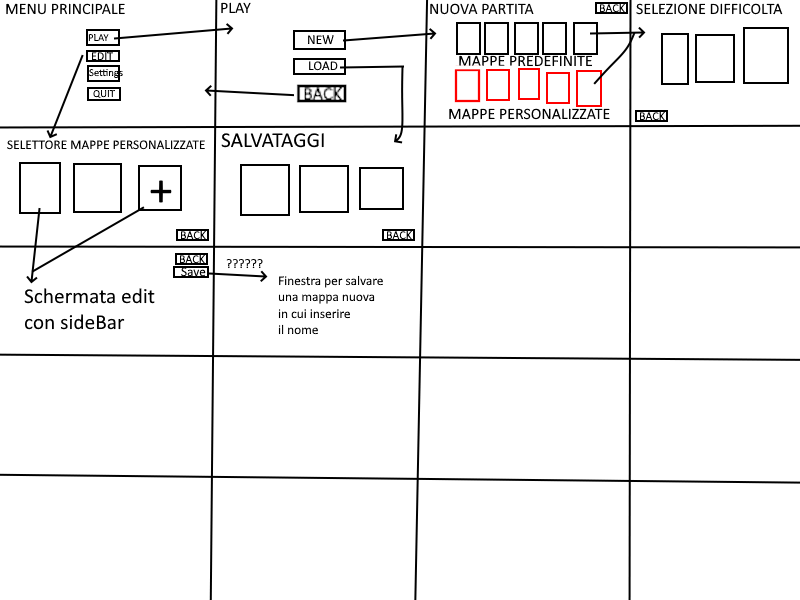 MENU PRINCIPALE
PLAY
EDIT
Settings
QUIT
PLAY
NEW
LOAD
BACK
NUOVA PARTITA
BACK
MAPPE PREDEFINITE
MAPPE PERSONALIZZATE
SELEZIONE DIFFICOLTA
BACK
SELETTORE MAPPE PERSONALIZZATE
+
BACK
SALVATAGGI
BACK
BACK
Save
Schermata edit
con sideBar
??????
Finestra per salvare
una mappa nuova
in cui inserire
il nome